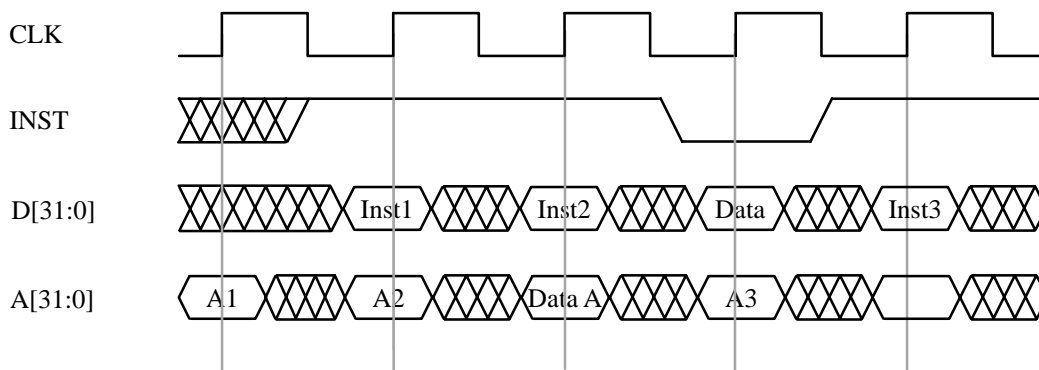 CLK
INST
D[31:0] Inst1 Inst2 Data Inst3
A[31:0] A1 A2 Data A A3